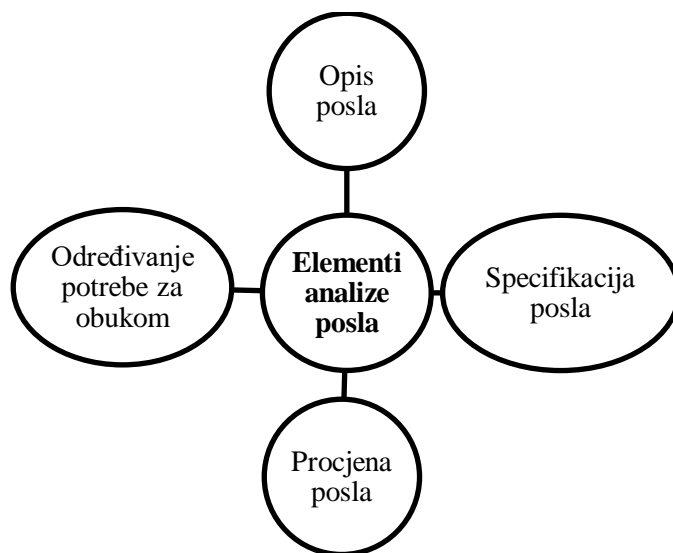 Opis
posla
Određivanje
potrebe za
obukom
Elementi
analize
posla
Specifikacija
posla
Procjena
posla